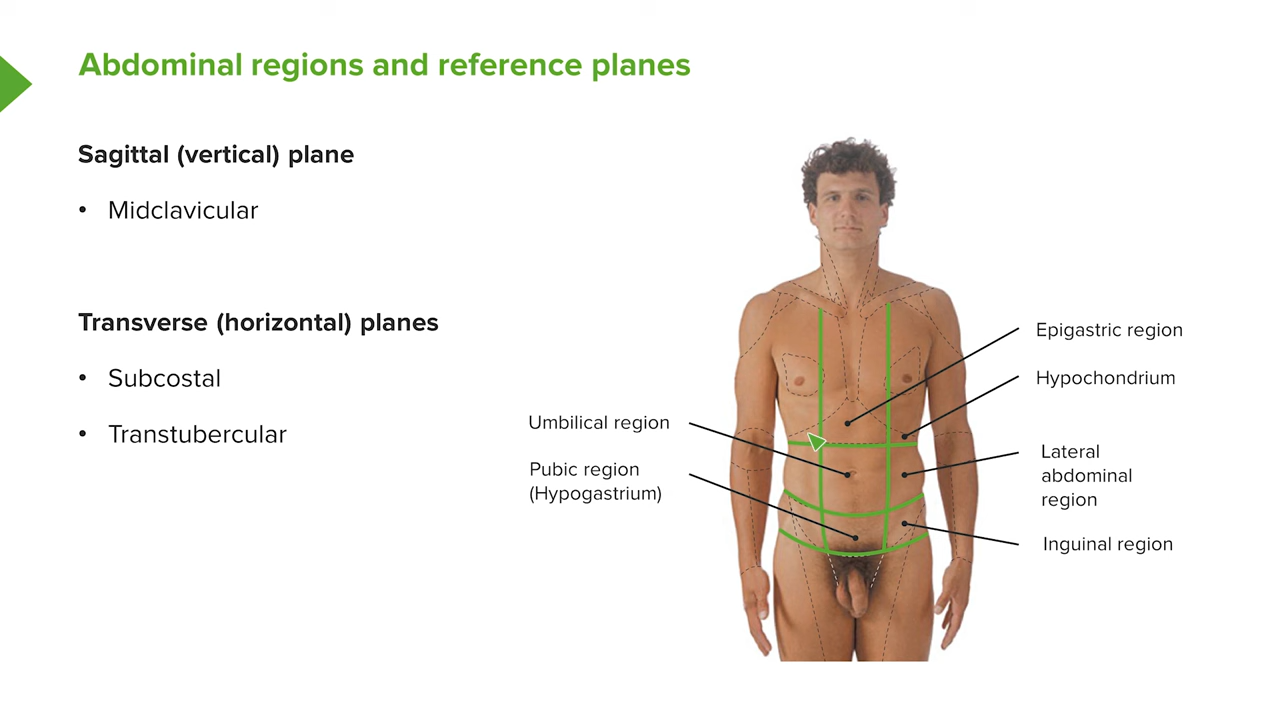 Abdominal regions and reference planes
Sagittal (vertical) plane
• Midclavicular
Transverse (horizontal) planes
• Subcostal
• Transtubercular
Umbilical region
Pubic region
(Hypogastrium)
Epigastric region
Hypochondrium
Lateral
abdominal
region
Inguinal region